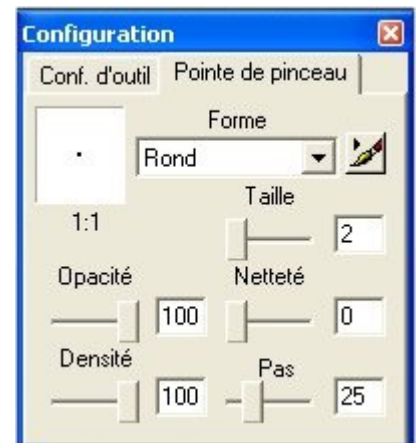 Configuration
Conf. d'outil Pointe de pinceau
Forme
Rond
1:1
Taille
2
Opacité Netteté
100 0
Densité Pas
100 25